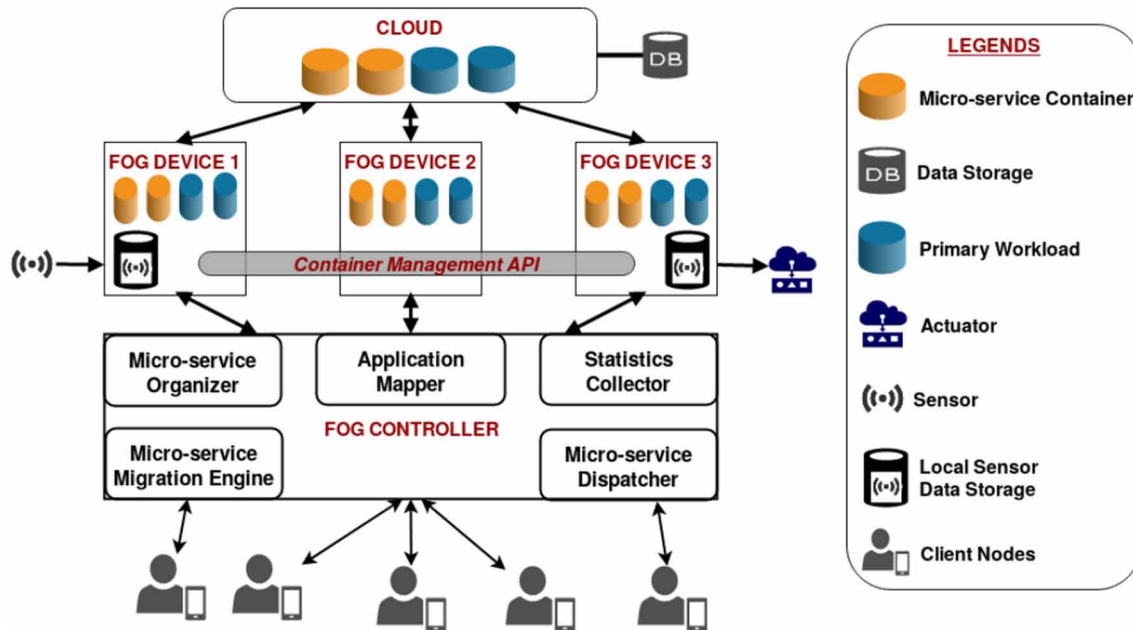 CLOUD
DB
FOG DEVICE 1
FOG DEVICE 2
FOG DEVICE 3
Container Management API
Micro-service
Organizer
Application
Mapper
Statistics
Collector
FOG CONTROLLER
Micro-service
Migration Engine
Micro-service
Dispatcher
LEGENDS
Micro-service Container
DB
Data Storage
Primary Workload
Actuator
Sensor
Local Sensor
Data Storage
Client Nodes